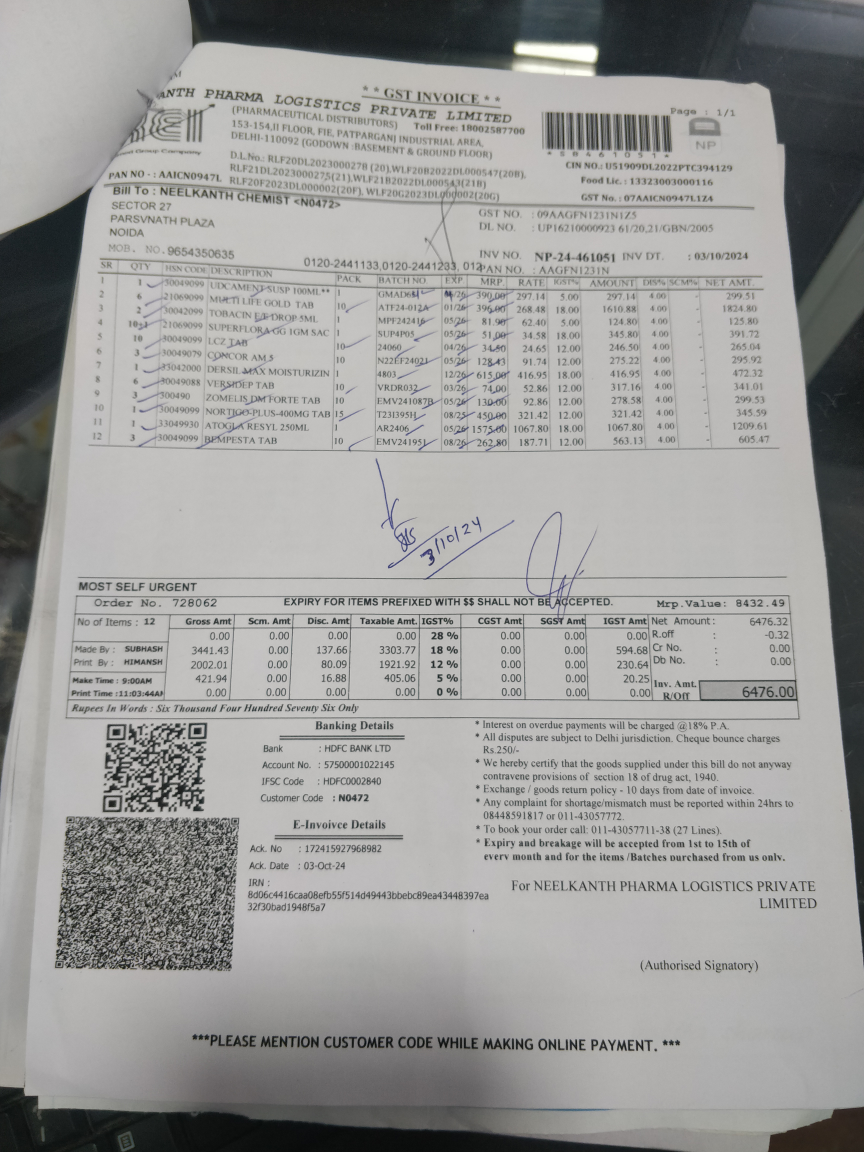 * * GST INVOICE * *
ANTH PHARMA LOGISTICS PRIVATE LIMITED
(PHARMACEUTICAL DISTRIBUTORS) Toll Free: 18002587700
153-154,II FLOOR, FIE, PATPARGANJ INDUSTRIAL AREA,
DELHI-110092 (GODOWN :BASEMENT & GROUND FLOOR)
D.L.No.: RLF20DL2023000278 (20),WLF20B2022DL000547(20B),
RLF21DL2023000275(21),WLF21B2022DL000543(21B)
RLF20F2023DL000002(20F), WLF20G2023DL000002(20G)
PAN NO - : AAICN0947L
Page : 1/1
D
NP
58461051
CIN NO.: U51909DL2022PTC394129
Food Lic. : 13323003000116
GST No. : 07AAICN0947L1Z4
Bill To : NEELKANTH CHEMIST <N0472>
SECTOR 27
PARSVNATH PLAZA
NOIDA
MOB. NO. 9654350635
0120-2441133,0120-2441233, 012
GST NO. : 09AAGFN1231N1Z5
DL NO. : UP16210000923 61/20,21/GBN/2005
INV NO. NP-24-461051 INV DT. : 03/10/2024
PAN NO. : AAGFN1231N
SR QTY HSN CODE DESCRIPTION PACK BATCH NO. EXP MRP RATE IGST% AMOUNT DIS% SCM% NET AMT.
1 1 30049099 UDCAMENT SUSP 100ML** 1 /26 390.00 297.14 5.00 297.14 4.00 - 299.51
2 6 21069099 MULTI LIFE GOLD TAB 10 ATF24-012A 01/26 396.00 268.48 18.00 1610.88 4.00 - 1824.80
3 2 30042099 TOBACIN E/E DROP 5ML 1 MPF242416 05/26 81.90 62.40 5.00 124.80 4.00 - 125.80
4 10 21069099 SUPERFLORA GG 1GM SAC 1 SUP4P05 05/26 51.00 34.58 18.00 345.80 4.00 - 391.72
5 10 30049099 LCZ TAB 10 24060 04/26 34.50 24.65 12.00 246.50 4.00 - 265.04
6 3 30049079 CONCOR AM 5 10 N22EF24021 05/26 128.43 91.74 12.00 275.22 4.00 - 295.92
7 1 33042000 DERSIL MAX MOISTURIZIN 1 4803 12/26 615.00 416.95 18.00 416.95 4.00 - 472.32
8 6 30049088 VERSIDEP TAB 10 VRDR032 03/26 74.00 52.86 12.00 317.16 4.00 - 341.01
9 3 300490 ZOMELIS DM FORTE TAB 10 EMV241087B 05/26 130.00 92.86 12.00 278.58 4.00 - 299.53
10 1 30049099 NORTIGO-PLUS-400MG TAB 15 T23I395H 08/25 450.00 321.42 12.00 321.42 4.00 - 345.59
11 1 33049930 ATOGLA RESYL 250ML 1 AR2406 05/26 1575.00 1067.80 18.00 1067.80 4.00 - 1209.61
12 3 30049099 BEMPESTA TAB 10 EMV241951 08/26 262.80 187.71 12.00 563.13 4.00 - 605.47
3/10/24
MOST SELF URGENT
Order No. 728062 EXPIRY FOR ITEMS PREFIXED WITH $$ SHALL NOT BE ACCEPTED. Mrp.Value: 8432.49
No of Items : 12 Gross Amt Scm. Amt Disc. Amt Taxable Amt. IGST% CGST Amt SGST Amt IGST Amt Net Amount : 6476.32
0.00 0.00 0.00 0.00 28 % 0.00 0.00 0.00 R.off -0.32
Made By : SUBHASH 3441.43 0.00 137.66 3303.77 18 % 0.00 0.00 594.68 Cr No. : 0.00
Print By : HIMANSH 2002.01 0.00 80.09 1921.92 12 % 0.00 0.00 230.64 Db No. : 0.00
Make Time : 9:00AM 421.94 0.00 16.88 405.06 5 % 0.00 0.00 20.25 Inv. Amt.
Print Time :11:03:44AM 0.00 0.00 0.00 0.00 0 % 0.00 0.00 0.00 R/Off 6476.00
Rupees In Words : Six Thousand Four Hundred Seventy Six Only
Banking Details
Bank : HDFC BANK LTD
Account No. : 57500001022145
IFSC Code : HDFC0002840
Customer Code : N0472
E-Invoivce Details
Ack. No : 172415927968982
Ack. Date : 03-Oct-24
IRN :
8d06c4416caa08efb55f514d49443bbebc89ea43448397ea
32f30bad1948f5a7
* Interest on overdue payments will be charged @18% P.A.
* All disputes are subject to Delhi jurisdiction. Cheque bounce charges
Rs.250/-
* We hereby certify that the goods supplied under this bill do not anyway
contravene provisions of section 18 of drug act, 1940.
* Exchange / goods return policy - 10 days from date of invoice.
* Any complaint for shortage/mismatch must be reported within 24hrs to
08448591817 or 011-43057772.
* To book your order call: 011-43057711-38 (27 Lines).
* Expiry and breakage will be accepted from 1st to 15th of
every month and for the items /Batches purchased from us only.
For NEELKANTH PHARMA LOGISTICS PRIVATE
LIMITED
(Authorised Signatory)
***PLEASE MENTION CUSTOMER CODE WHILE MAKING ONLINE PAYMENT. ***